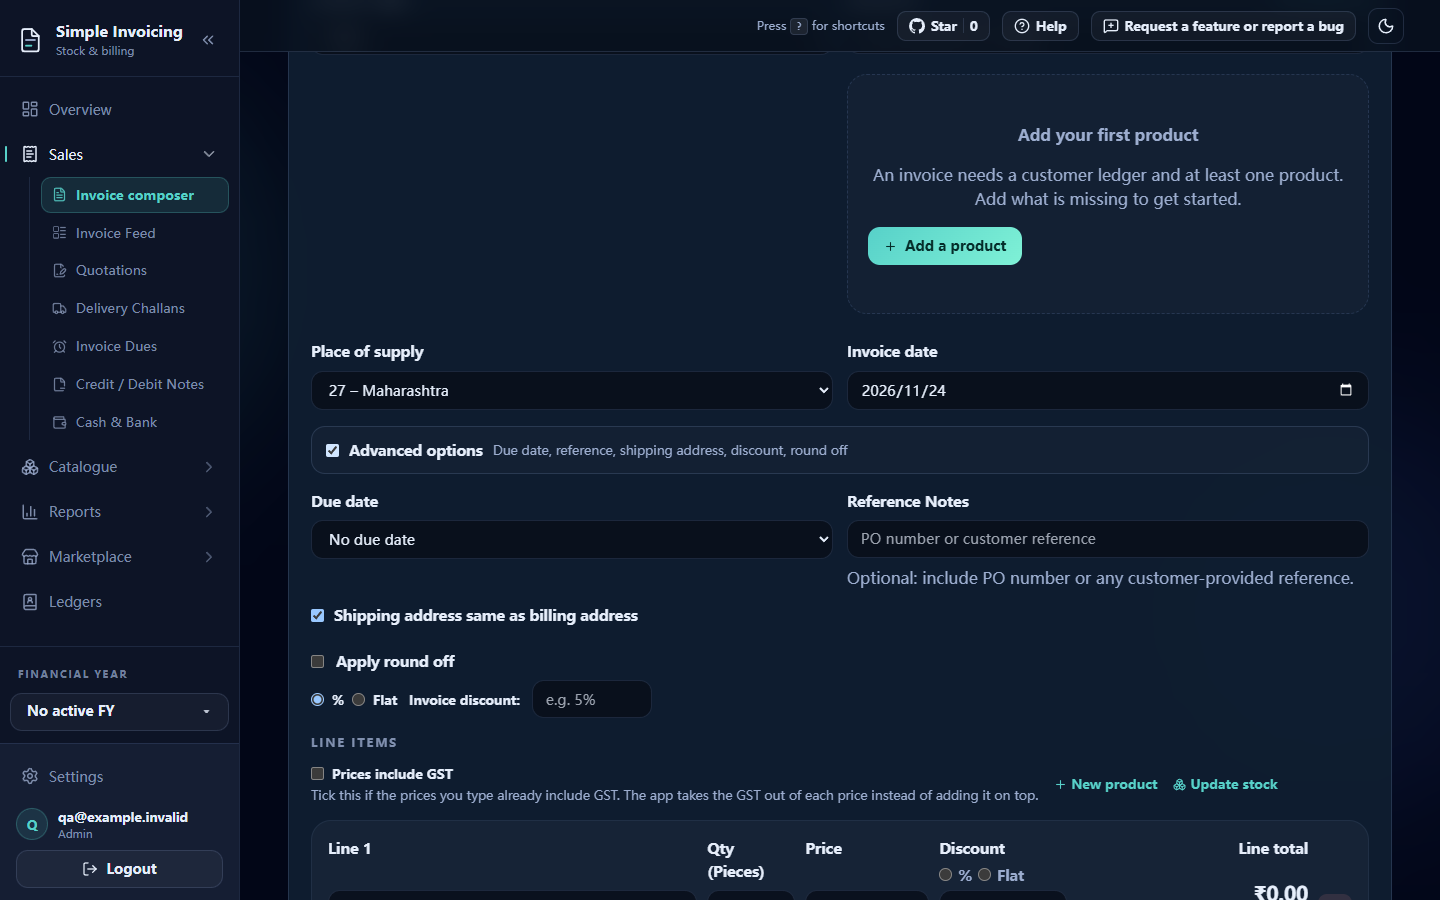 Simple Invoicing
Stock & billing
Press ? for shortcuts
Star 0
Help
Request a feature or report a bug
Overview
Sales
Invoice composer
Invoice Feed
Quotations
Delivery Challans
Invoice Dues
Credit / Debit Notes
Cash & Bank
Catalogue
Reports
Marketplace
Ledgers
FINANCIAL YEAR
No active FY
Settings
Q
qa@example.invalid
Admin
Logout
Add your first product
An invoice needs a customer ledger and at least one product.
Add what is missing to get started.
+ Add a product
Place of supply
Invoice date
27 – Maharashtra
2026/11/24
Advanced options Due date, reference, shipping address, discount, round off
Due date
Reference Notes
No due date
PO number or customer reference
Optional: include PO number or any customer-provided reference.
Shipping address same as billing address
Apply round off
% Flat Invoice discount: e.g. 5%
LINE ITEMS
Prices include GST
Tick this if the prices you type already include GST. The app takes the GST out of each price instead of adding it on top.
+ New product
Update stock
Line 1
Qty
(Pieces)
Price
Discount
% Flat
Line total
₹0.00